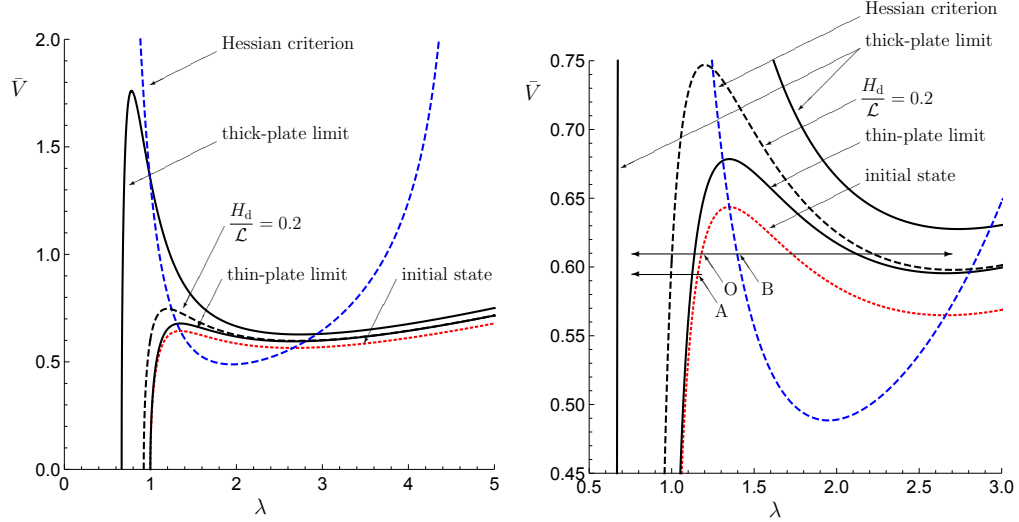 2.0
Hessian criterion
V̄
1.5
thick-plate limit
1.0
H_d
𝓛 = 0.2
thin-plate limit
initial state
0.5
0.0
0
1
2
3
4
5
λ
Hessian criterion
thick-plate limit
0.75
V̄
H_d
𝓛 = 0.2
0.70
thin-plate limit
initial state
0.65
0.60
O
B
A
0.55
0.50
0.45
0.5
1.0
1.5
2.0
2.5
3.0
λ